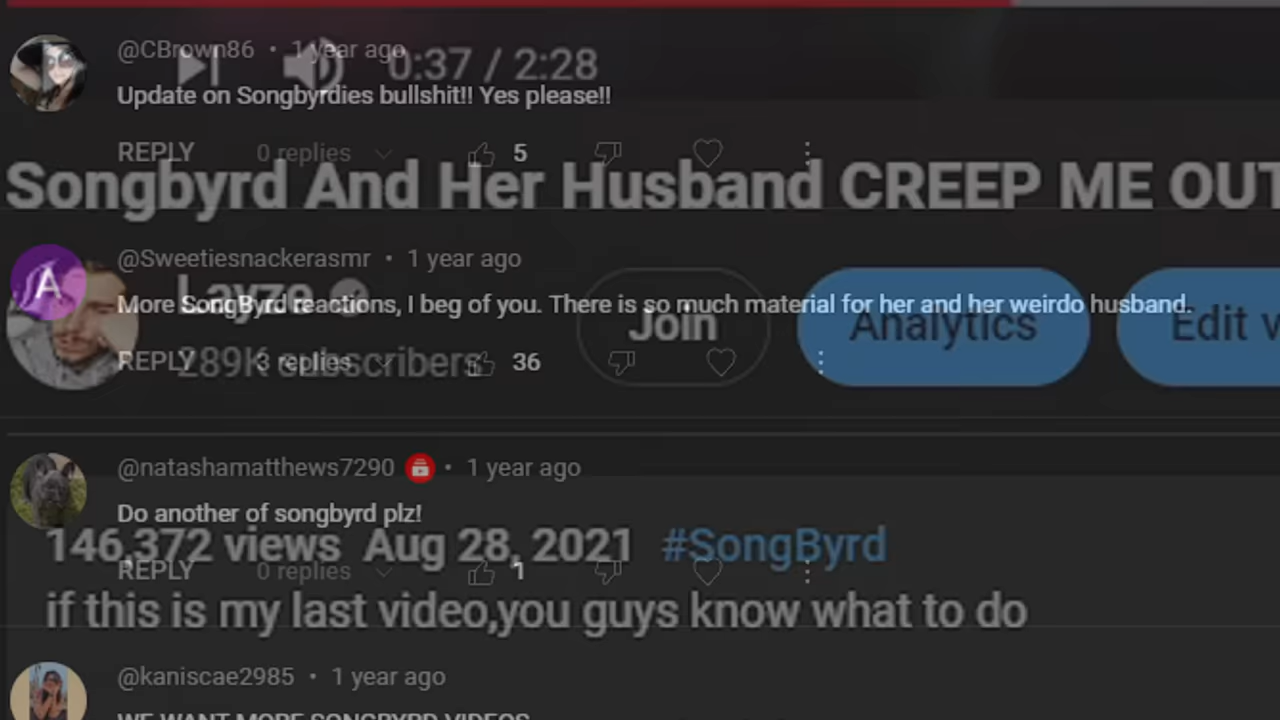 @CBrown86 • 1 year ago
0:37 / 2:28
Update on Songbyrdies bullshit!! Yes please!!
REPLY 0 replies 5
Songbyrd And Her Husband CREEP ME OUT
@Sweetiesnackerasmr • 1 year ago
A
Layze
More SongByrd reactions, I beg of you. There is so much material for her and her weirdo husband.
Join Analytics Edit v
REPLY 3 replies 36
289K subscribers
@natashamatthews7290 • 1 year ago
Do another of songbyrd plz!
146,372 views Aug 28, 2021 #SongByrd
REPLY 0 replies 1
if this is my last video,you guys know what to do
@kaniscae2985 • 1 year ago
WE WANT MORE SONGBYRD VIDEOS